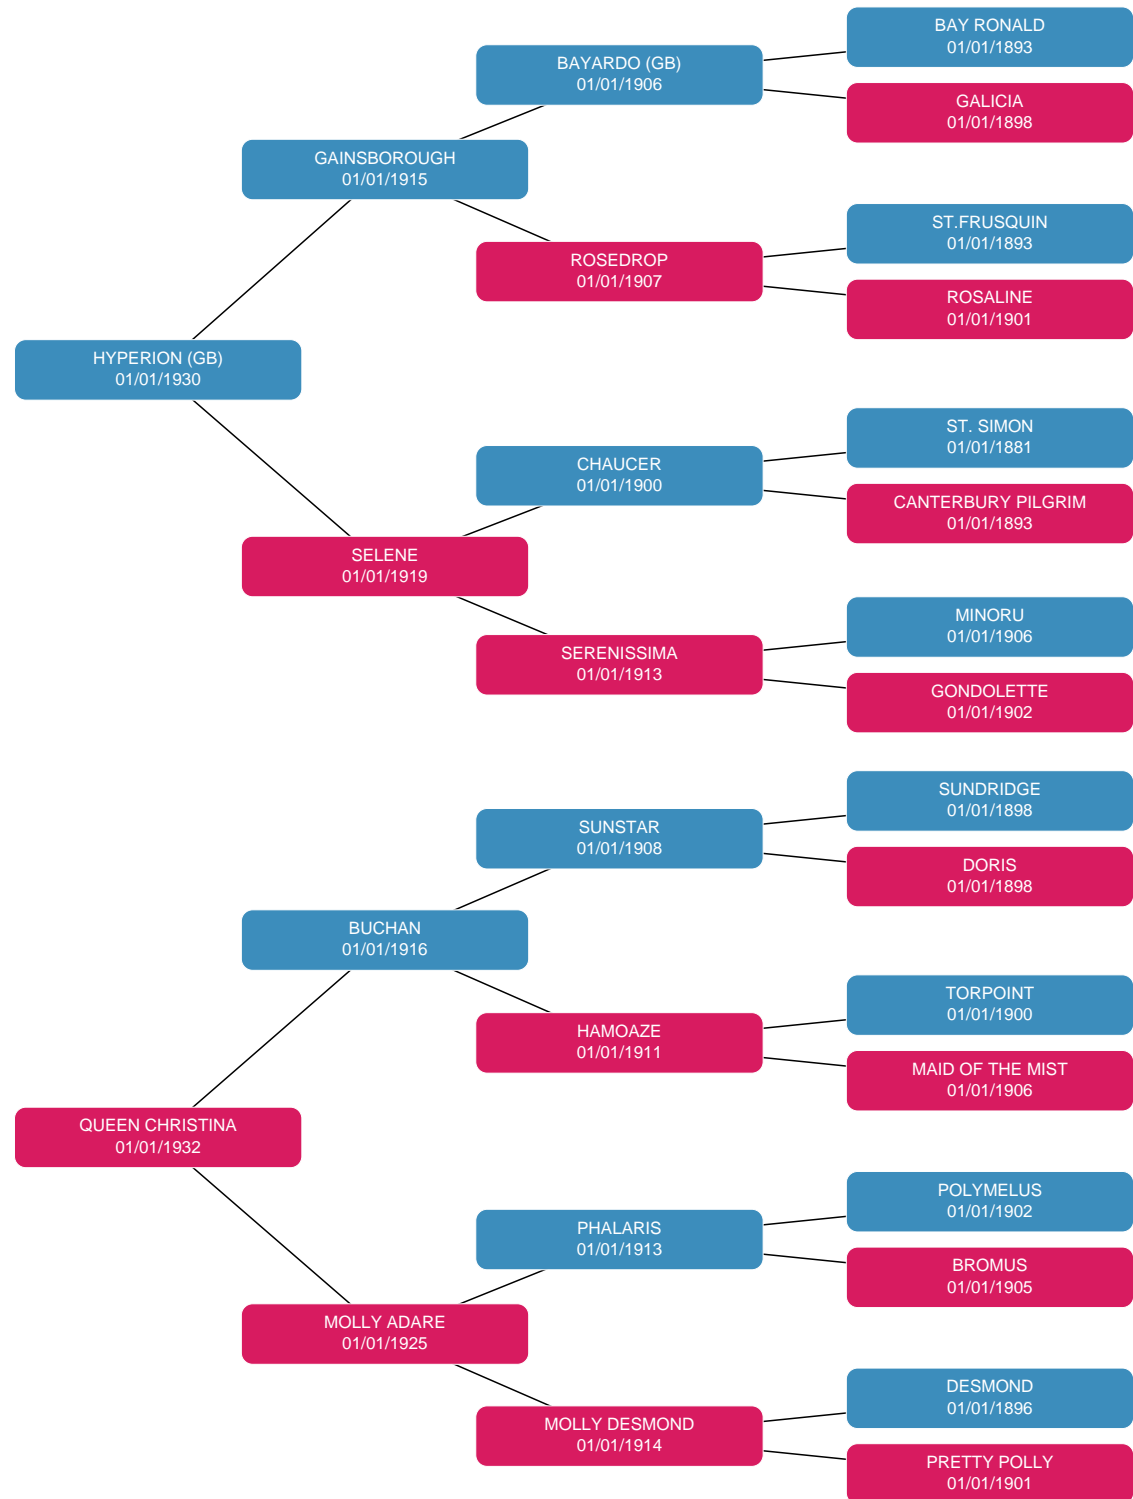 BAY RONALD
01/01/1893
BAYARDO (GB)
01/01/1906
GALICIA
01/01/1898
GAINSBOROUGH
01/01/1915
ST.FRUSQUIN
01/01/1893
ROSEDROP
01/01/1907
ROSALINE
01/01/1901
HYPERION (GB)
01/01/1930
ST. SIMON
01/01/1881
CHAUCER
01/01/1900
CANTERBURY PILGRIM
01/01/1893
SELENE
01/01/1919
MINORU
01/01/1906
SERENISSIMA
01/01/1913
GONDOLETTE
01/01/1902
SUNDRIDGE
01/01/1898
SUNSTAR
01/01/1908
DORIS
01/01/1898
BUCHAN
01/01/1916
TORPOINT
01/01/1900
HAMOAZE
01/01/1911
MAID OF THE MIST
01/01/1906
QUEEN CHRISTINA
01/01/1932
POLYMELUS
01/01/1902
PHALARIS
01/01/1913
BROMUS
01/01/1905
MOLLY ADARE
01/01/1925
DESMOND
01/01/1896
MOLLY DESMOND
01/01/1914
PRETTY POLLY
01/01/1901